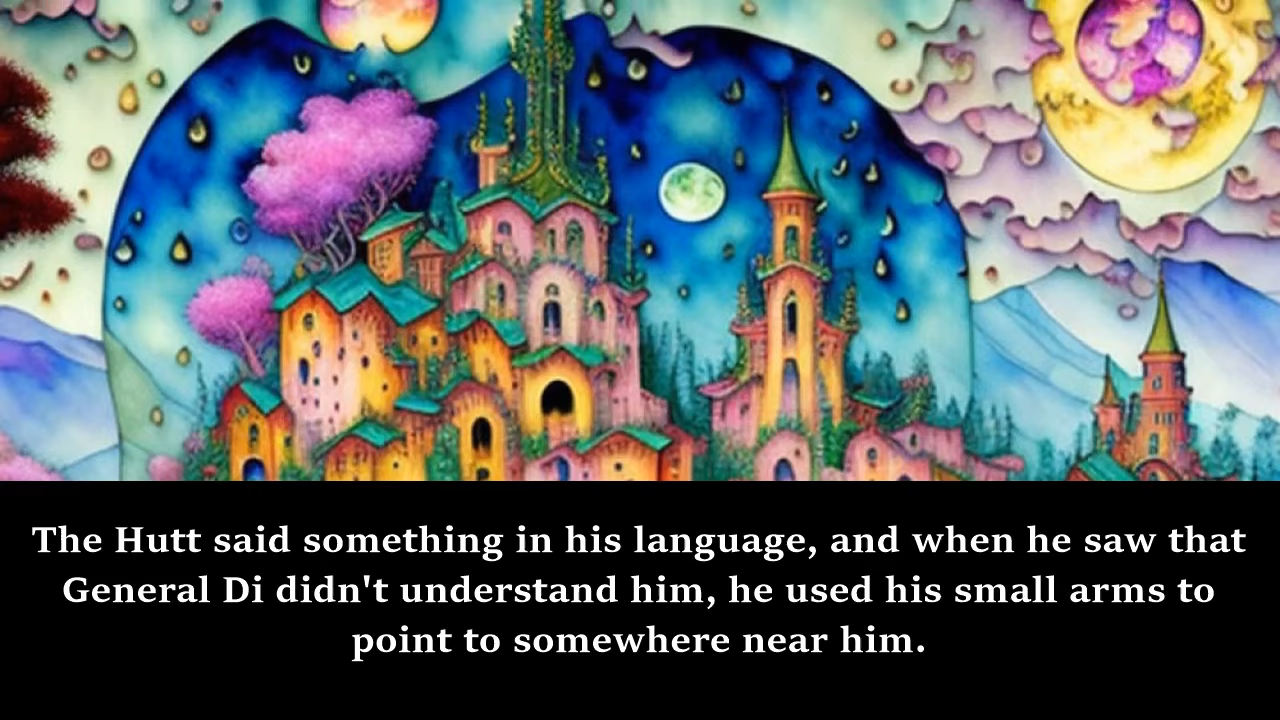 The Hutt said something in his language, and when he saw that
General Di didn't understand him, he used his small arms to
point to somewhere near him.